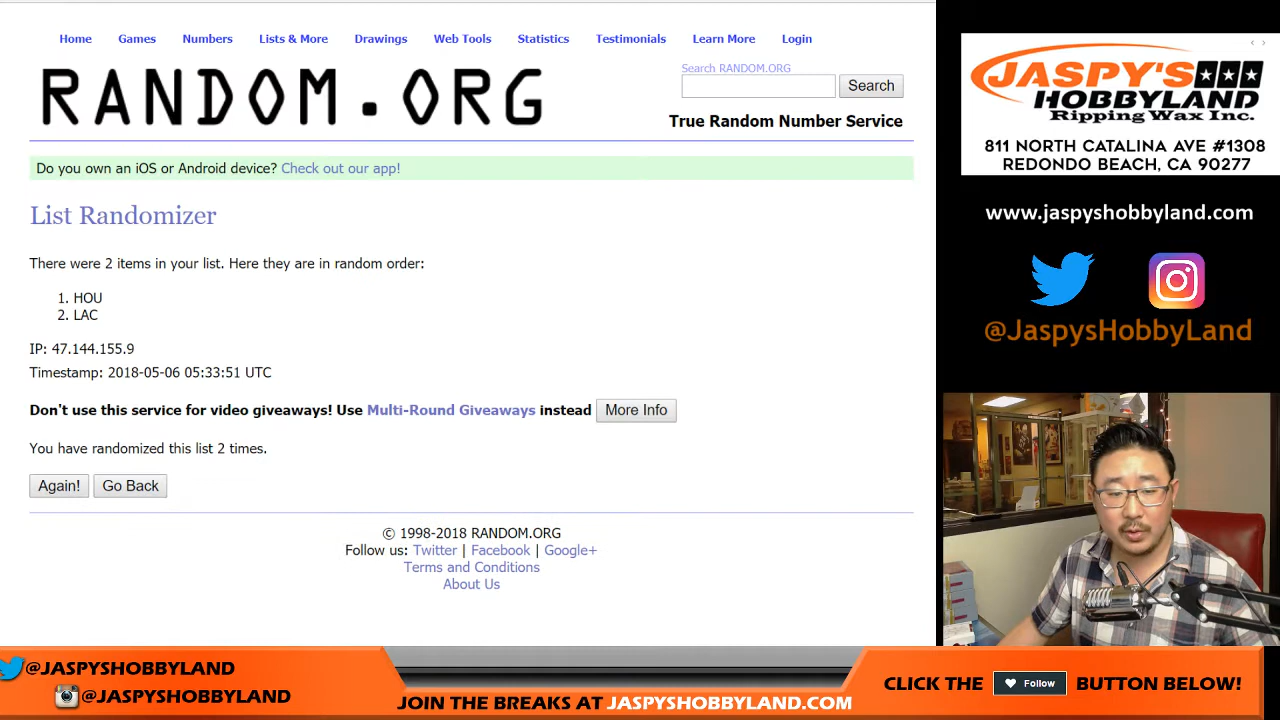 Home Games Numbers Lists & More Drawings Web Tools Statistics Testimonials Learn More Login
RANDOM.ORG
Search RANDOM.ORG
Search
True Random Number Service
Do you own an iOS or Android device? Check out our app!
List Randomizer
There were 2 items in your list. Here they are in random order:
1. HOU
2. LAC
IP: 47.144.155.9
Timestamp: 2018-05-06 05:33:51 UTC
Don't use this service for video giveaways! Use Multi-Round Giveaways instead More Info
You have randomized this list 2 times.
Again! Go Back
© 1998-2018 RANDOM.ORG
Follow us: Twitter | Facebook | Google+
Terms and Conditions
About Us
JASPY'S
HOBBYLAND
Ripping Wax Inc.
811 NORTH CATALINA AVE #1308
REDONDO BEACH, CA 90277
www.jaspyshobbyland.com
@JaspysHobbyLand
@JASPYSHOBBYLAND
@JASPYSHOBBYLAND
JOIN THE BREAKS AT JASPYSHOBBYLAND.COM
CLICK THE Follow BUTTON BELOW!